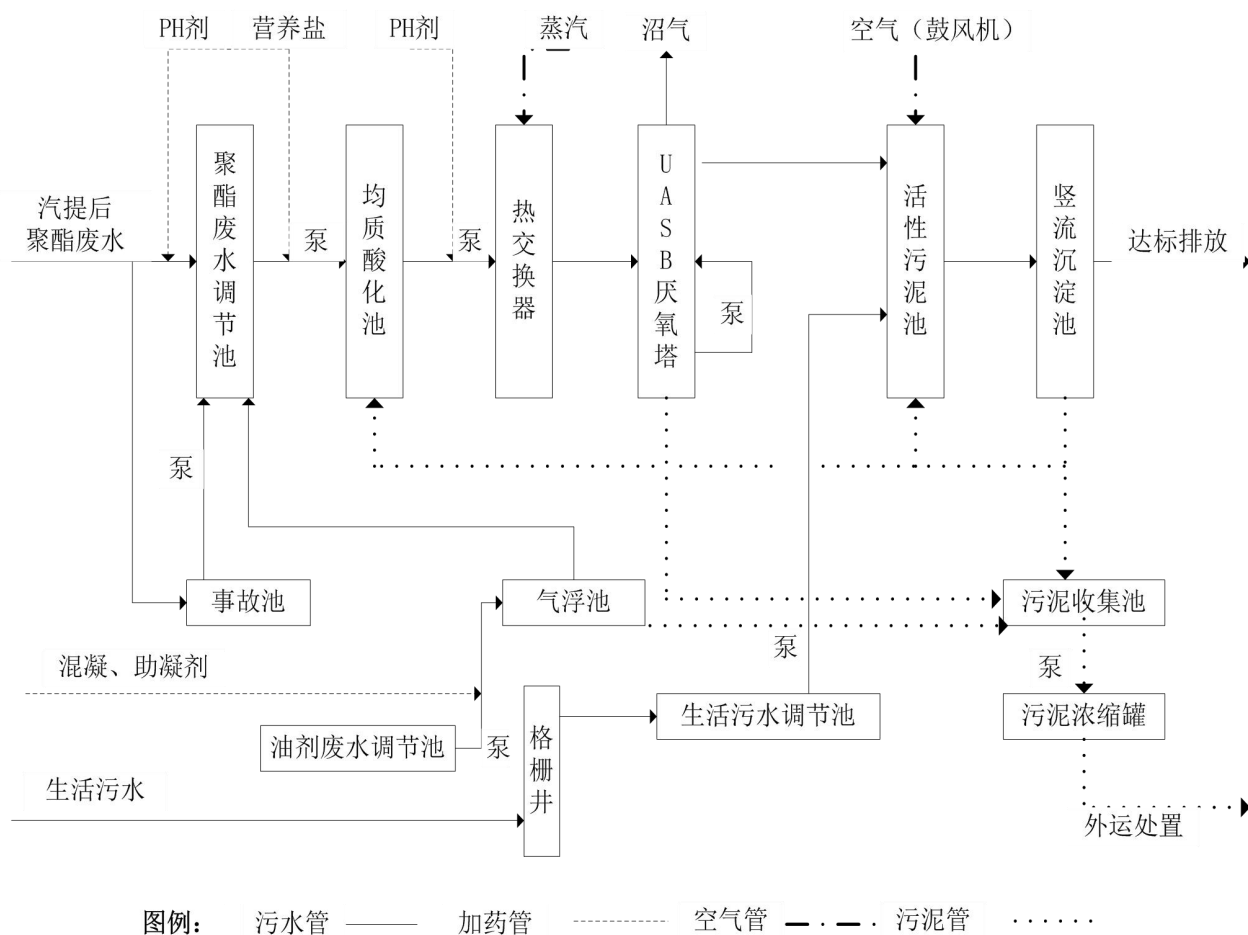 PH剂
营养盐
PH剂
蒸汽
沼气
空气（鼓风机）
汽提后
聚酯废水
聚酯废水调节池
泵
均质酸化池
泵
热交换器
UASB厌氧塔
泵
活性污泥池
竖流沉淀池
达标排放
泵
事故池
气浮池
污泥收集池
混凝、助凝剂
泵
泵
油剂废水调节池
泵
格栅井
生活污水调节池
污泥浓缩罐
生活污水
外运处置
图例：
污水管
加药管
空气管
污泥管